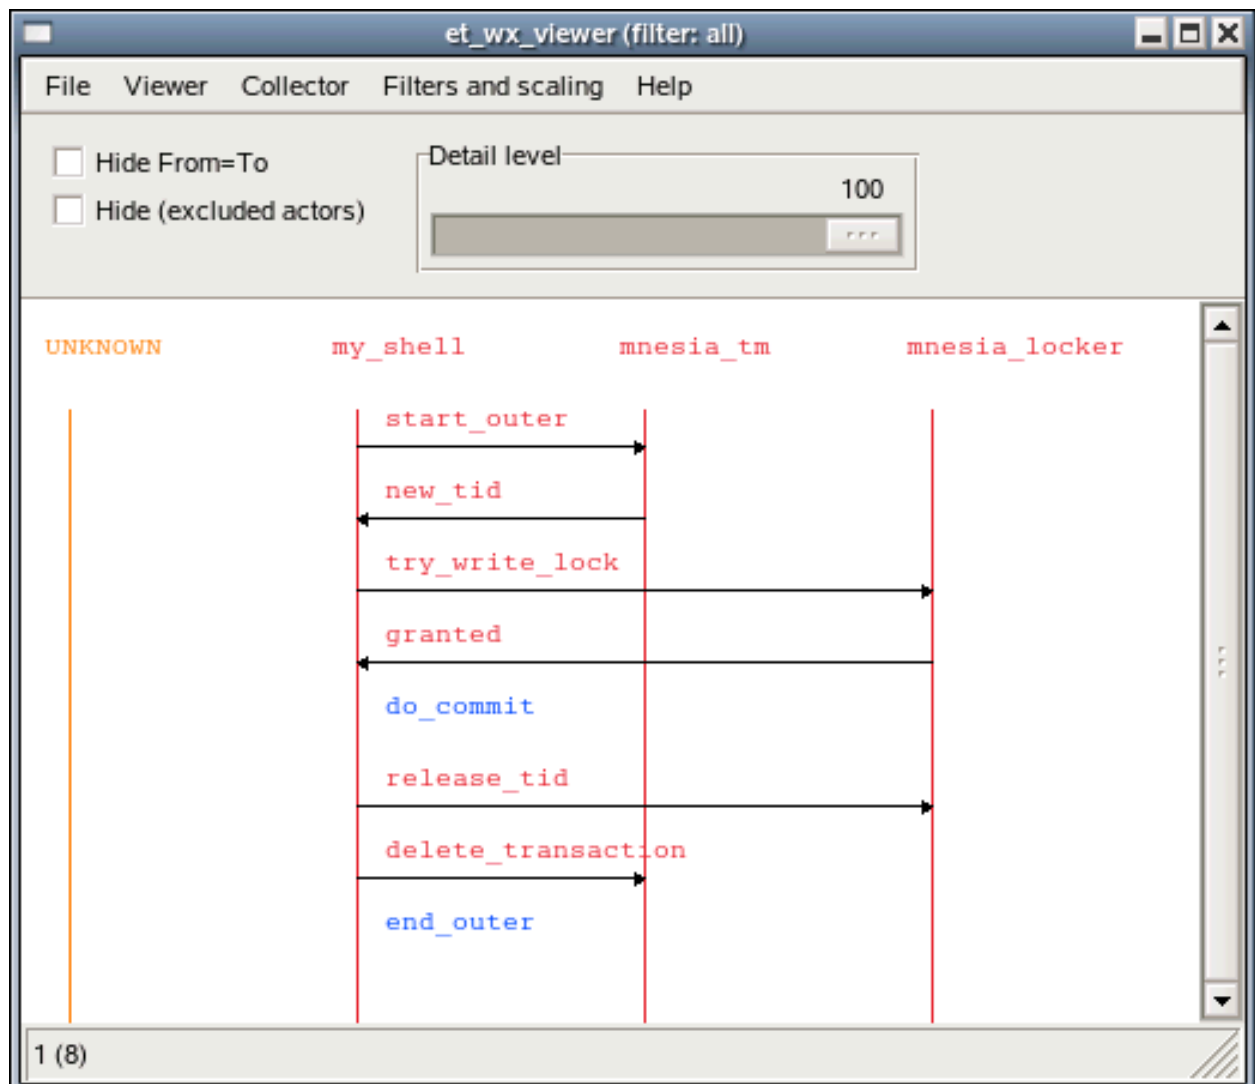 et_wx_viewer (filter: all)
File Viewer Collector Filters and scaling Help
Hide From=To
Hide (excluded actors)
Detail level
100
UNKNOWN my_shell mnesia_tm mnesia_locker
start_outer
new_tid
try_write_lock
granted
do_commit
release_tid
delete_transaction
end_outer
1 (8)